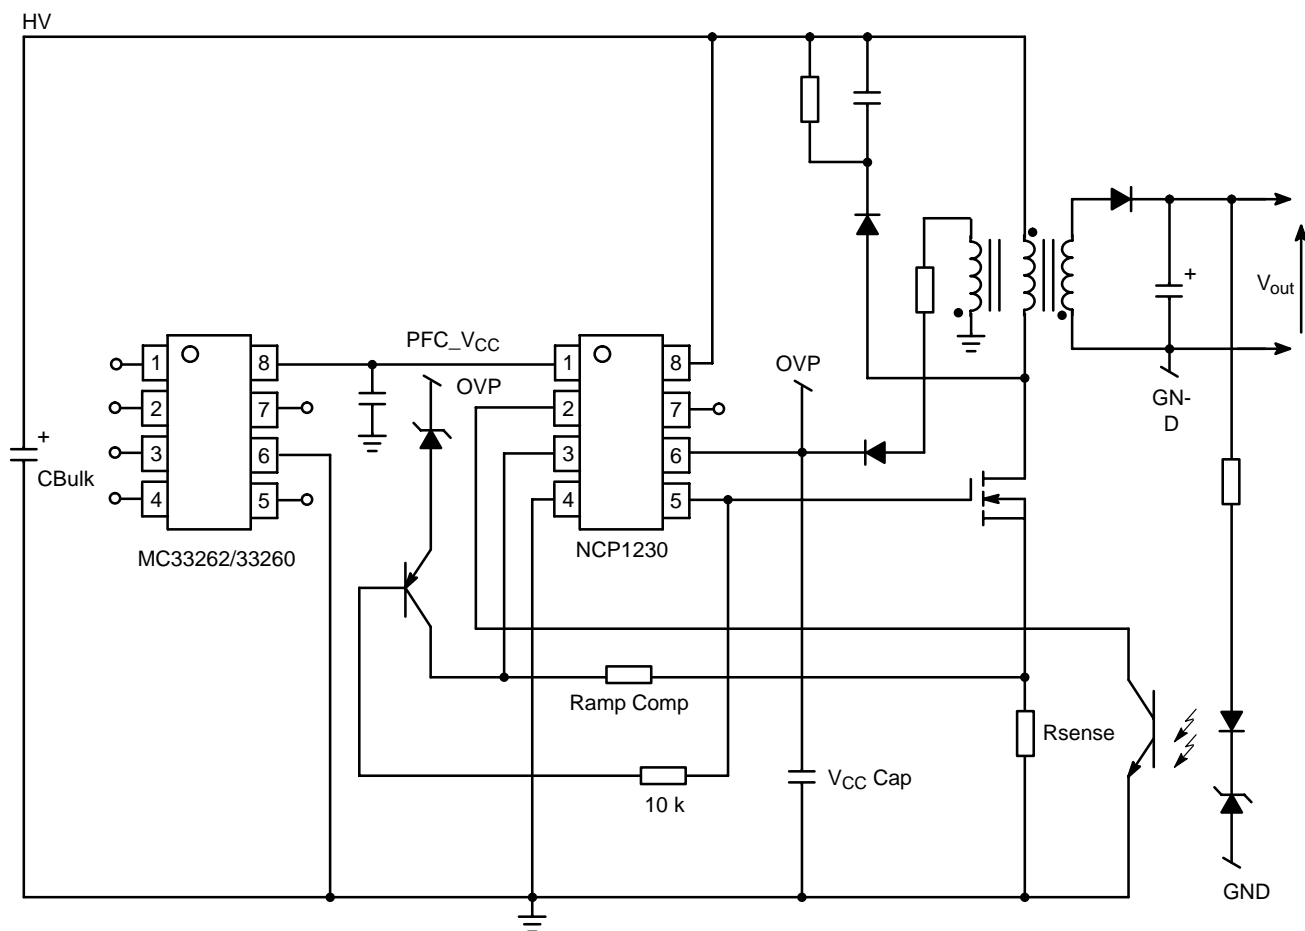 HV
PFC_VCC
OVP
OVP
Vout
+
GN-
D
+
CBulk
1
2
3
4
8
7
6
5
MC33262/33260
1
2
3
4
8
7
6
5
NCP1230
Ramp Comp
Rsense
10 k
VCC Cap
GND